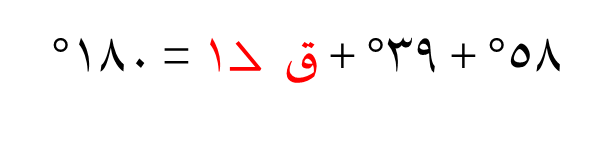 ٥٨° + ٣٩° + ق ∠١ = ١٨٠°